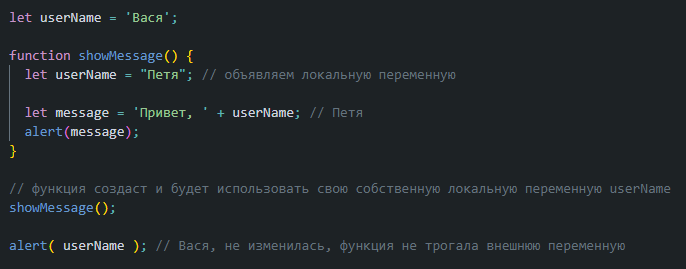 let userName = 'Вася';
function showMessage() {
let userName = "Петя"; // объявляем локальную переменную
let message = 'Привет, ' + userName; // Петя
alert(message);
}
// функция создаст и будет использовать свою собственную локальную переменную userName
showMessage();
alert( userName ); // Вася, не изменилась, функция не трогала внешнюю переменную